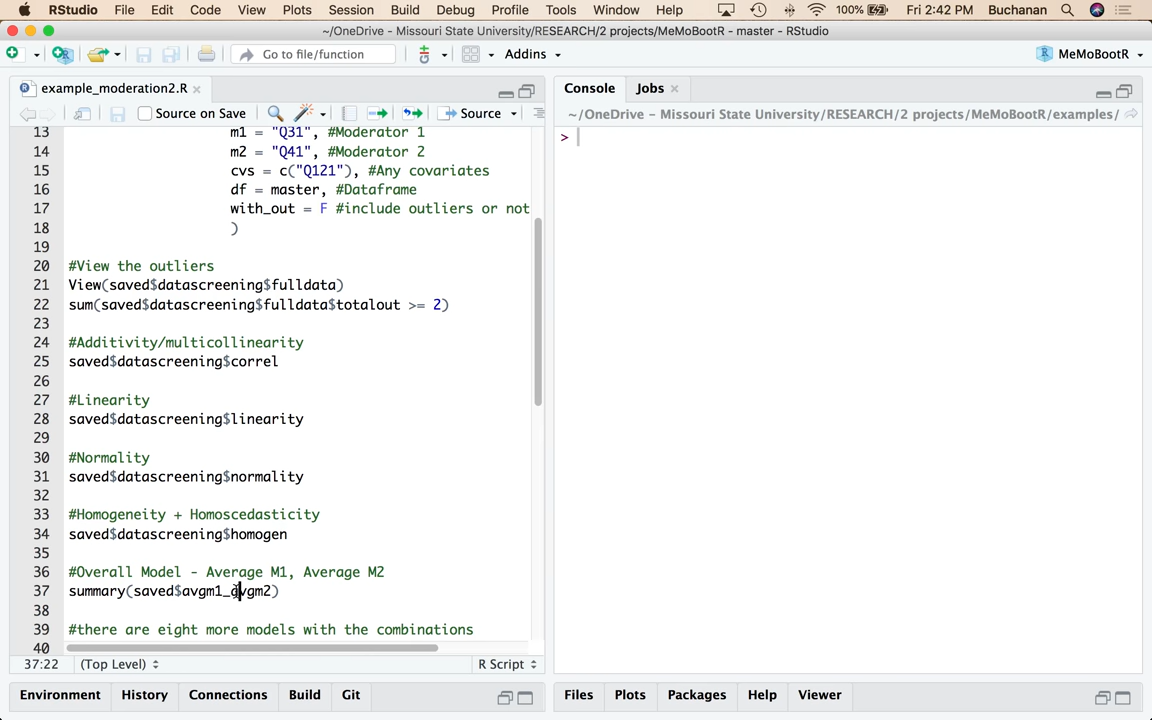 RStudio File Edit Code View Plots Session Build Debug Profile Tools Window Help 100% Fri 2:42 PM Buchanan
~/OneDrive - Missouri State University/RESEARCH/2 projects/MeMoBootR - master - RStudio
Go to file/function Addins MeMoBootR
example_moderation2.R
Source on Save Source
13 m1 = "Q31", #Moderator 1
14 m2 = "Q41", #Moderator 2
15 cvs = c("Q121"), #Any covariates
16 df = master, #Dataframe
17 with_out = F #include outliers or not
18 )
19
20 #View the outliers
21 View(saved$datascreening$fulldata)
22 sum(saved$datascreening$fulldata$totalout >= 2)
23
24 #Additivity/multicollinearity
25 saved$datascreening$correl
26
27 #Linearity
28 saved$datascreening$linearity
29
30 #Normality
31 saved$datascreening$normality
32
33 #Homogeneity + Homoscedasticity
34 saved$datascreening$homogen
35
36 #Overall Model - Average M1, Average M2
37 summary(saved$avgm1_avgm2)
38
39 #there are eight more models with the combinations
40
37:22 (Top Level) R Script
Environment History Connections Build Git
Console Jobs
~/OneDrive - Missouri State University/RESEARCH/2 projects/MeMoBootR/examples/
>
Files Plots Packages Help Viewer